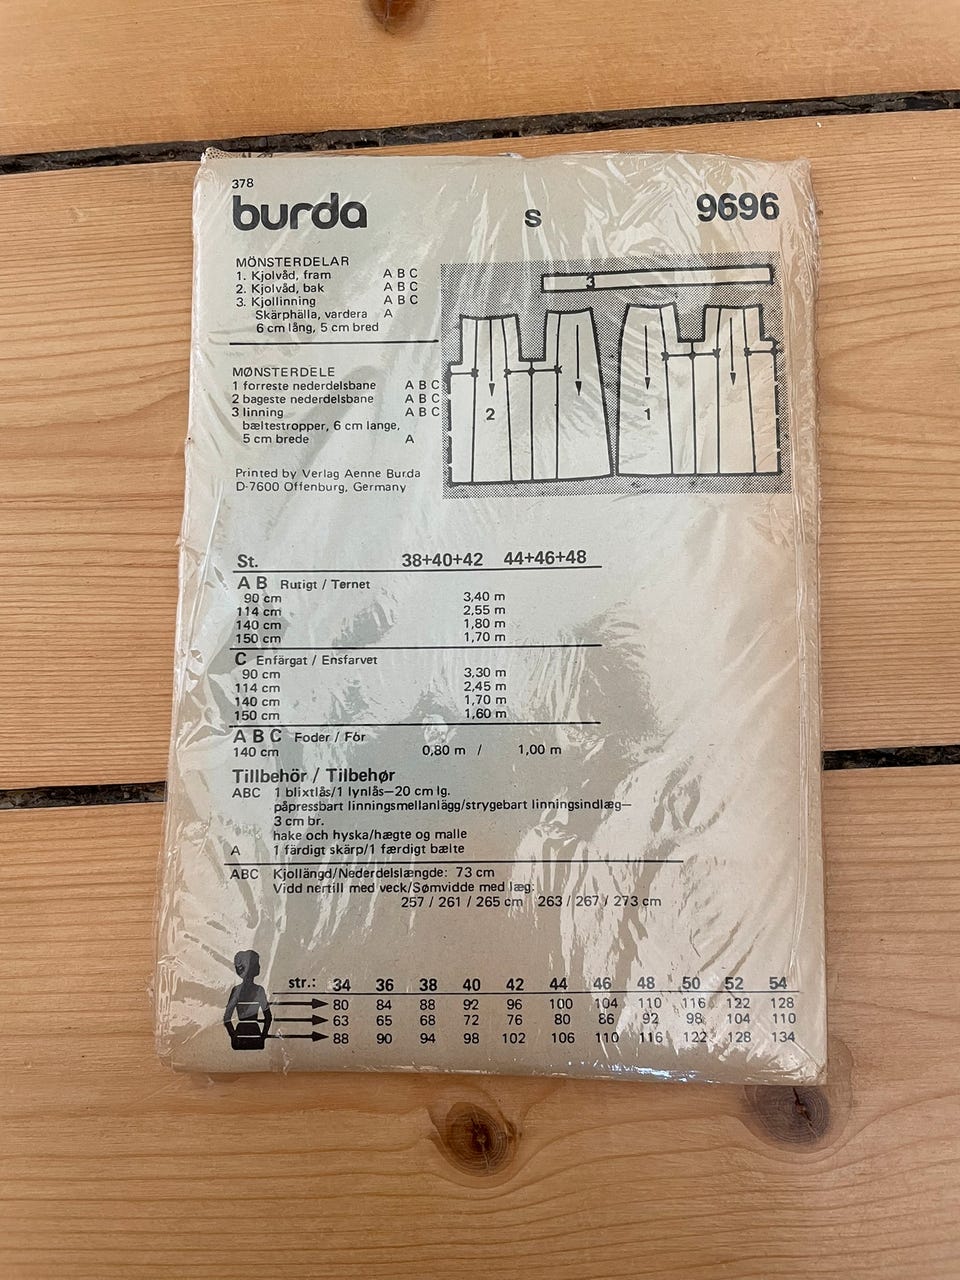 378
burda S 9696
MÖNSTERDELAR
1. Kjolvåd, fram A B C
2. Kjolvåd, bak A B C
3. Kjollinning A B C
Skärphälla, vardera A
6 cm lång, 5 cm bred
MØNSTERDELE
1 forreste nederdelsbane A B C
2 bageste nederdelsbane A B C
3 linning A B C
bæltestropper, 6 cm lange,
5 cm brede A
Printed by Verlag Aenne Burda
D-7600 Offenburg, Germany
3
2
1
St. 38+40+42 44+46+48
A B Rutigt / Ternet
90 cm 3,40 m
114 cm 2,55 m
140 cm 1,80 m
150 cm 1,70 m
C Enfärgat / Ensfarvet
90 cm 3,30 m
114 cm 2,45 m
140 cm 1,70 m
150 cm 1,60 m
A B C Foder / Fór
140 cm 0,80 m / 1,00 m
Tillbehör / Tilbehør
ABC 1 blixtlås/1 lynlås—20 cm lg.
påpressbart linningsmellanlägg/strygebart linningsindlæg—
3 cm br.
hake och hyska/hægte og malle
A 1 färdigt skärp/1 færdigt bælte
ABC Kjollängd/Nederdelslængde: 73 cm
Vidd nertill med veck/Sømvidde med læg:
257 / 261 / 265 cm 263 / 267 / 273 cm
str.: 34 36 38 40 42 44 46 48 50 52 54
80 84 88 92 96 100 104 110 116 122 128
63 65 68 72 76 80 86 92 98 104 110
88 90 94 98 102 106 110 116 122 128 134